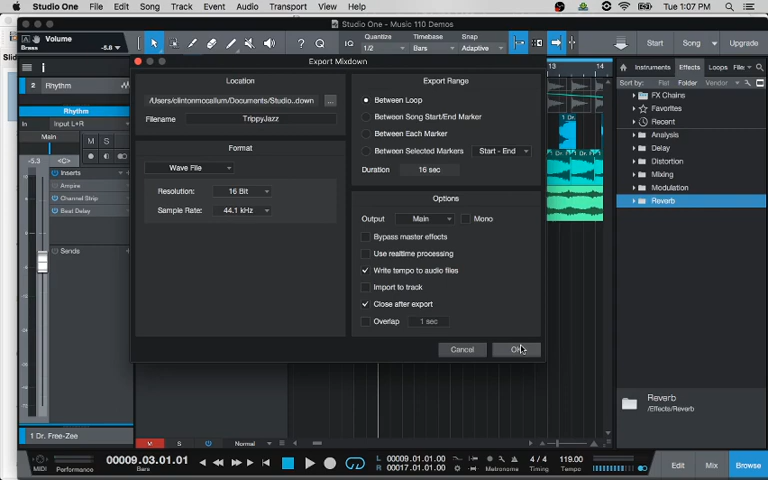 Studio One File Edit Song Track Event Audio Transport View Help Tue 1:07 PM
Studio One - Music 110 Demos
Volume
Brass -5.8
IQ Quantize 1/2 Timebase Bars Snap Adaptive Start Song Upgrade
Export Mixdown
13 14
Instruments Effects Loops
Sort by: Flat Folder Vendor
2 Rhythm
Rhythm
Input L+R
Main
M S
-5.3 <C>
Inserts
Ampire
Channel Strip
Beat Delay
Sends
Location
/Users/clintonmccallum/Documents/Studio..down ...
Filename TrippyJazz
Format
Wave File
Resolution: 16 Bit
Sample Rate: 44.1 kHz
Export Range
Between Loop
Between Song Start/End Marker
Between Each Marker
Between Selected Markers Start - End
Duration 16 sec
Options
Output Main Mono
Bypass master effects
Use realtime processing
Write tempo to audio files
Import to track
Close after export
Overlap 1 sec
Cancel
FX Chains
Favorites
Recent
Analysis
Delay
Distortion
Mixing
Modulation
Reverb
Reverb
/Effects/Reverb
1 Dr. Free-Zee
M S Normal
MIDI Performance 00009.03.01.01 Bars L 00009.01.01.00 R 00017.01.01.00 Metronome 4 / 4 Timing 119.00 Tempo Edit Mix Browse